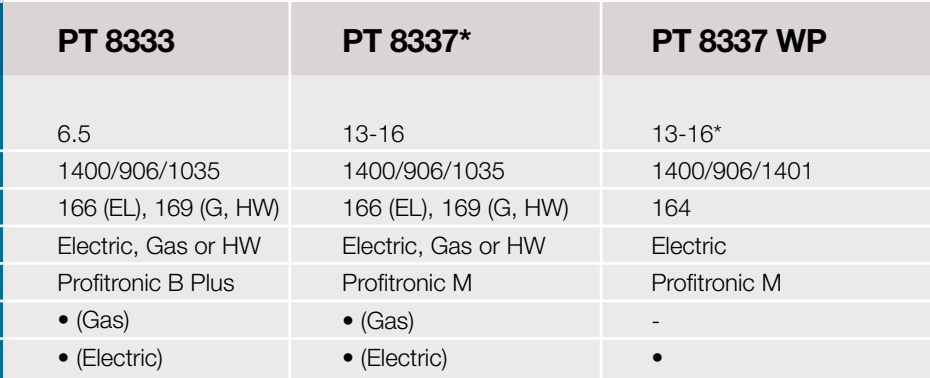 PT 8333 PT 8337* PT 8337 WP
6.5 13-16 13-16*
1400/906/1035 1400/906/1035 1400/906/1401
166 (EL), 169 (G, HW) 166 (EL), 169 (G, HW) 164
Electric, Gas or HW Electric, Gas or HW Electric
Profitronic B Plus Profitronic M Profitronic M
• (Gas) • (Gas) -
• (Electric) • (Electric) •